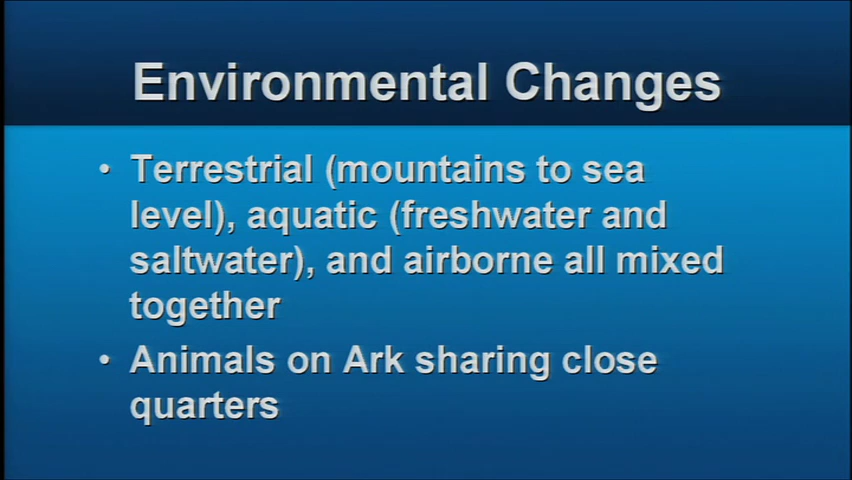 Environmental Changes
• Terrestrial (mountains to sea
level), aquatic (freshwater and
saltwater), and airborne all mixed
together
• Animals on Ark sharing close
quarters